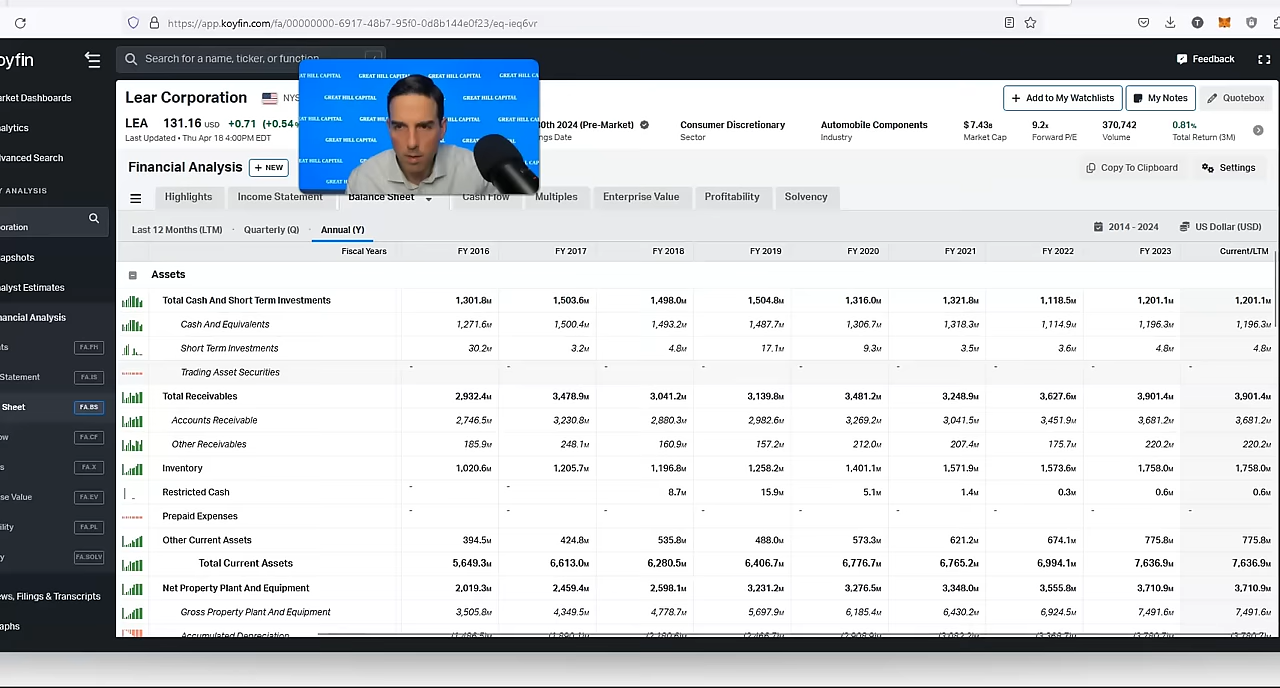 https://app.koyfin.com/fa/00000000-6917-48b7-95f0-0d8b144e0f23/eq-ieq6vr
oyfin
Search for a name, ticker, or function
Feedback
Lear Corporation
NYS
Add to My Watchlists
My Notes
Quotebox
LEA 131.16 USD +0.71 (+0.54%
Last Updated • Thu Apr 18 4:00PM EDT
30th 2024 (Pre-Market)
ngs Date
Consumer Discretionary
Sector
Automobile Components
Industry
$7.43B
Market Cap
9.2x
Forward P/E
370,742
Volume
0.81%
Total Return (3M)
GREAT HILL CAPITAL
Financial Analysis
+ NEW
Copy To Clipboard
Settings
Highlights Income Statement Balance Sheet Cash Flow Multiples Enterprise Value Profitability Solvency
Last 12 Months (LTM) · Quarterly (Q) · Annual (Y)
2014 - 2024
US Dollar (USD)
Fiscal Years FY 2016 FY 2017 FY 2018 FY 2019 FY 2020 FY 2021 FY 2022 FY 2023 Current/LTM
Assets
Total Cash And Short Term Investments 1,301.8M 1,503.6M 1,498.0M 1,504.8M 1,316.0M 1,321.8M 1,118.5M 1,201.1M 1,201.1M
Cash And Equivalents 1,271.6M 1,500.4M 1,493.2M 1,487.7M 1,306.7M 1,318.3M 1,114.9M 1,196.3M 1,196.3M
Short Term Investments 30.2M 3.2M 4.8M 17.1M 9.3M 3.5M 3.6M 4.8M 4.8M
Trading Asset Securities - - - - - - - - -
Total Receivables 2,932.4M 3,478.9M 3,041.2M 3,139.8M 3,481.2M 3,248.9M 3,627.6M 3,901.4M 3,901.4M
Accounts Receivable 2,746.5M 3,230.8M 2,880.3M 2,982.6M 3,269.2M 3,041.5M 3,451.9M 3,681.2M 3,681.2M
Other Receivables 185.9M 248.1M 160.9M 157.2M 212.0M 207.4M 175.7M 220.2M 220.2M
Inventory 1,020.6M 1,205.7M 1,196.8M 1,258.2M 1,401.1M 1,571.9M 1,573.6M 1,758.0M 1,758.0M
Restricted Cash - - 8.7M 15.9M 5.1M 1.4M 0.3M 0.6M 0.6M
Prepaid Expenses - - - - - - - - -
Other Current Assets 394.5M 424.8M 535.8M 488.0M 573.3M 621.2M 674.1M 775.8M 775.8M
Total Current Assets 5,649.3M 6,613.0M 6,280.5M 6,406.7M 6,776.7M 6,765.2M 6,994.1M 7,636.9M 7,636.9M
Net Property Plant And Equipment 2,019.3M 2,459.4M 2,598.1M 3,231.2M 3,276.5M 3,348.0M 3,555.8M 3,710.9M 3,710.9M
Gross Property Plant And Equipment 3,505.8M 4,349.5M 4,778.7M 5,697.9M 6,185.4M 6,430.2M 6,924.5M 7,491.6M 7,491.6M
Accumulated Depreciation
arket Dashboards
nalytics
dvanced Search
Y ANALYSIS
oration
apshots
nalyst Estimates
nancial Analysis
ts FA.FH
Statement FA.IS
Sheet FA.BS
ow FA.CF
s FA.X
se Value FA.EV
ility FA.PL
y FA.SOLV
ews, Filings & Transcripts
aphs